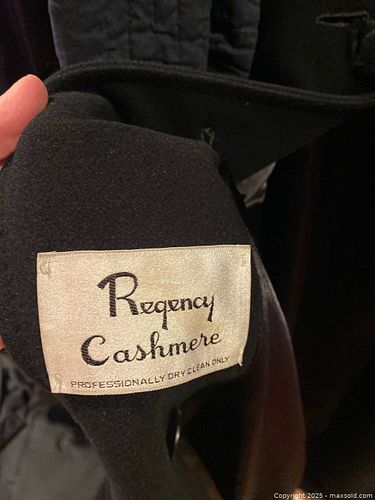 Regency
Cashmere
PROFESSIONALLY DRY CLEAN ONLY
Copyright 2025 - maxsold.com